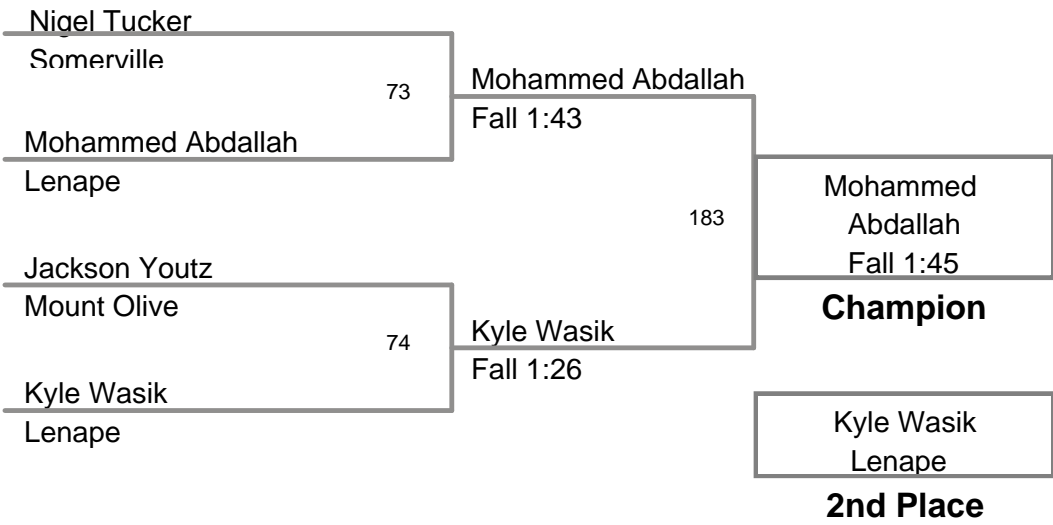 Nigel Tucker
Somerville
73
Mohammed Abdallah
Fall 1:43
Mohammed Abdallah
Lenape
183
Mohammed
Abdallah
Fall 1:45
Champion
Jackson Youtz
Mount Olive
74
Kyle Wasik
Fall 1:26
Kyle Wasik
Lenape
Kyle Wasik
Lenape
2nd Place